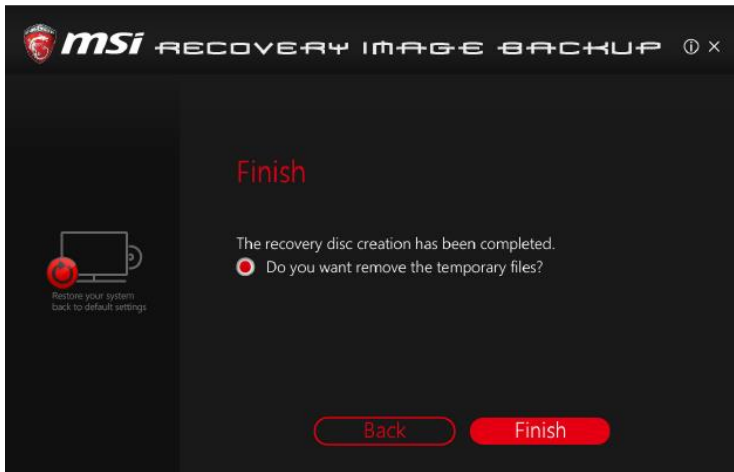 msi RECOVERY IMAGE BACKUP
Finish
The recovery disc creation has been completed.
Do you want remove the temporary files?
Restore your system
back to default settings
Back
Finish